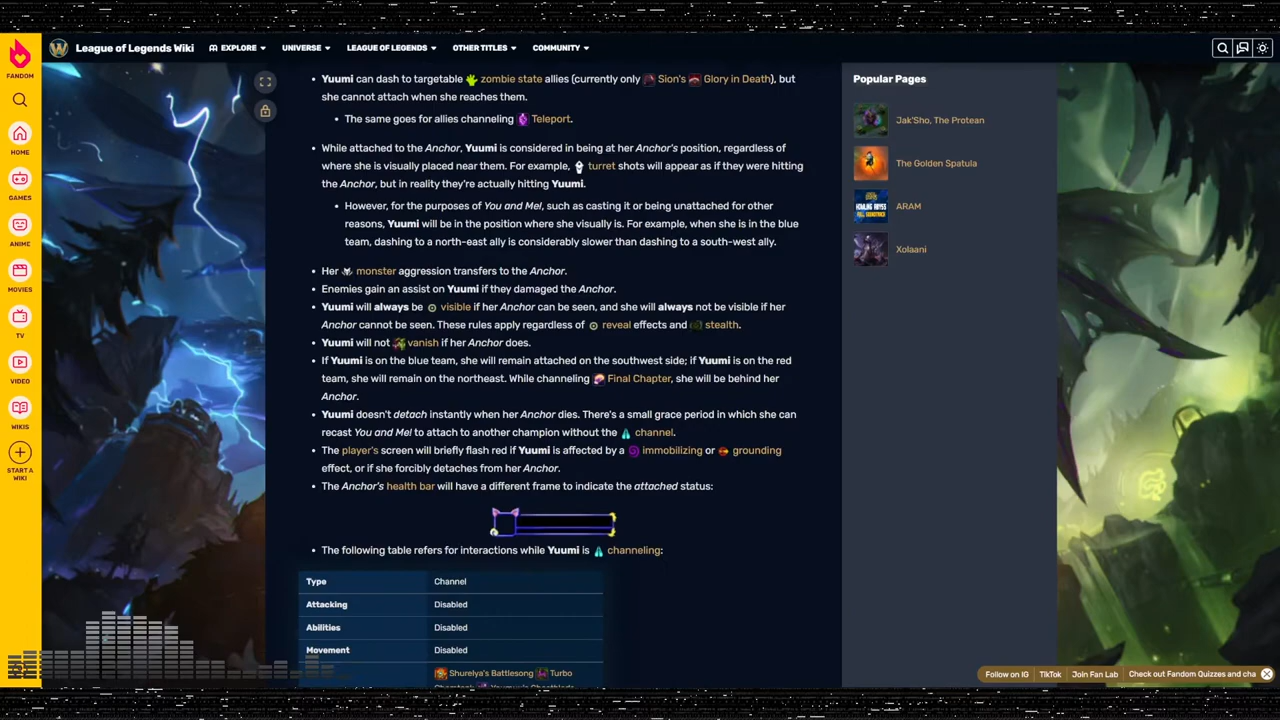 League of Legends Wiki
EXPLORE
UNIVERSE
LEAGUE OF LEGENDS
OTHER TITLES
COMMUNITY
FANDOM
HOME
GAMES
ANIME
MOVIES
TV
VIDEO
WIKIS
START A
WIKI
Yuumi can dash to targetable zombie state allies (currently only Sion's Glory in Death), but
she cannot attach when she reaches them.
The same goes for allies channeling Teleport.
While attached to the Anchor, Yuumi is considered in being at her Anchor's position, regardless of
where she is visually placed near them. For example, turret shots will appear as if they were hitting
the Anchor, but in reality they're actually hitting Yuumi.
However, for the purposes of You and Me!, such as casting it or being unattached for other
reasons, Yuumi will be in the position where she visually is. For example, when she is in the blue
team, dashing to a north-east ally is considerably slower than dashing to a south-west ally.
Her monster aggression transfers to the Anchor.
Enemies gain an assist on Yuumi if they damaged the Anchor.
Yuumi will always be visible if her Anchor can be seen, and she will always not be visible if her
Anchor cannot be seen. These rules apply regardless of reveal effects and stealth.
Yuumi will not vanish if her Anchor does.
If Yuumi is on the blue team, she will remain attached on the southwest side; if Yuumi is on the red
team, she will remain on the northeast. While channeling Final Chapter, she will be behind her
Anchor.
Yuumi doesn't detach instantly when her Anchor dies. There's a small grace period in which she can
recast You and Me! to attach to another champion without the channel.
The player's screen will briefly flash red if Yuumi is affected by a immobilizing or grounding
effect, or if she forcibly detaches from her Anchor.
The Anchor's health bar will have a different frame to indicate the attached status:
The following table refers for interactions while Yuumi is channeling:
Type Channel
Attacking Disabled
Abilities Disabled
Movement Disabled
Shurelya's Battlesong Turbo
Popular Pages
Jak'Sho, The Protean
The Golden Spatula
ARAM
Xolaani
Follow on IG
TikTok
Join Fan Lab
Check out Fandom Quizzes and cha